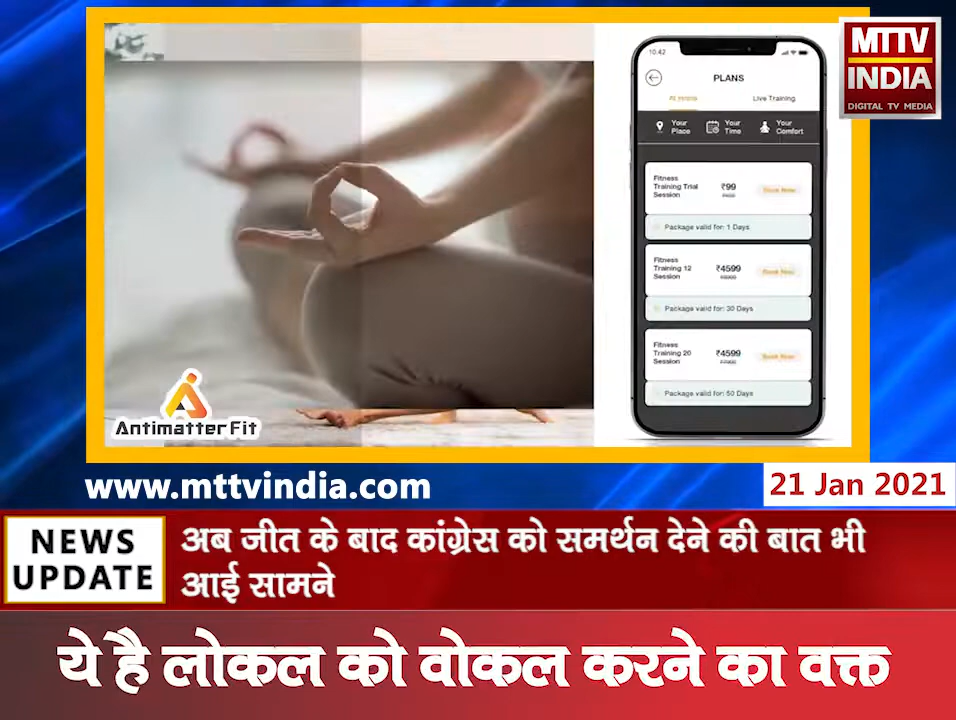 MTTV
INDIA
DIGITAL TV MEDIA
10:42
PLANS
At Home
Live Training
Your Place
Your Time
Your Comfort
Fitness
Training Trial
Session
₹99
Book Now
Package valid for: 1 Days
Fitness
Training 12
Session
₹4599
Book Now
Package valid for: 30 Days
Fitness
Training 20
Session
₹4599
Book Now
Package valid for: 50 Days
Antimatter Fit
www.mttvindia.com
21 Jan 2021
NEWS
UPDATE
अब जीत के बाद कांग्रेस को समर्थन देने की बात भी
आई सामने
ये है लोकल को वोकल करने का वक्त